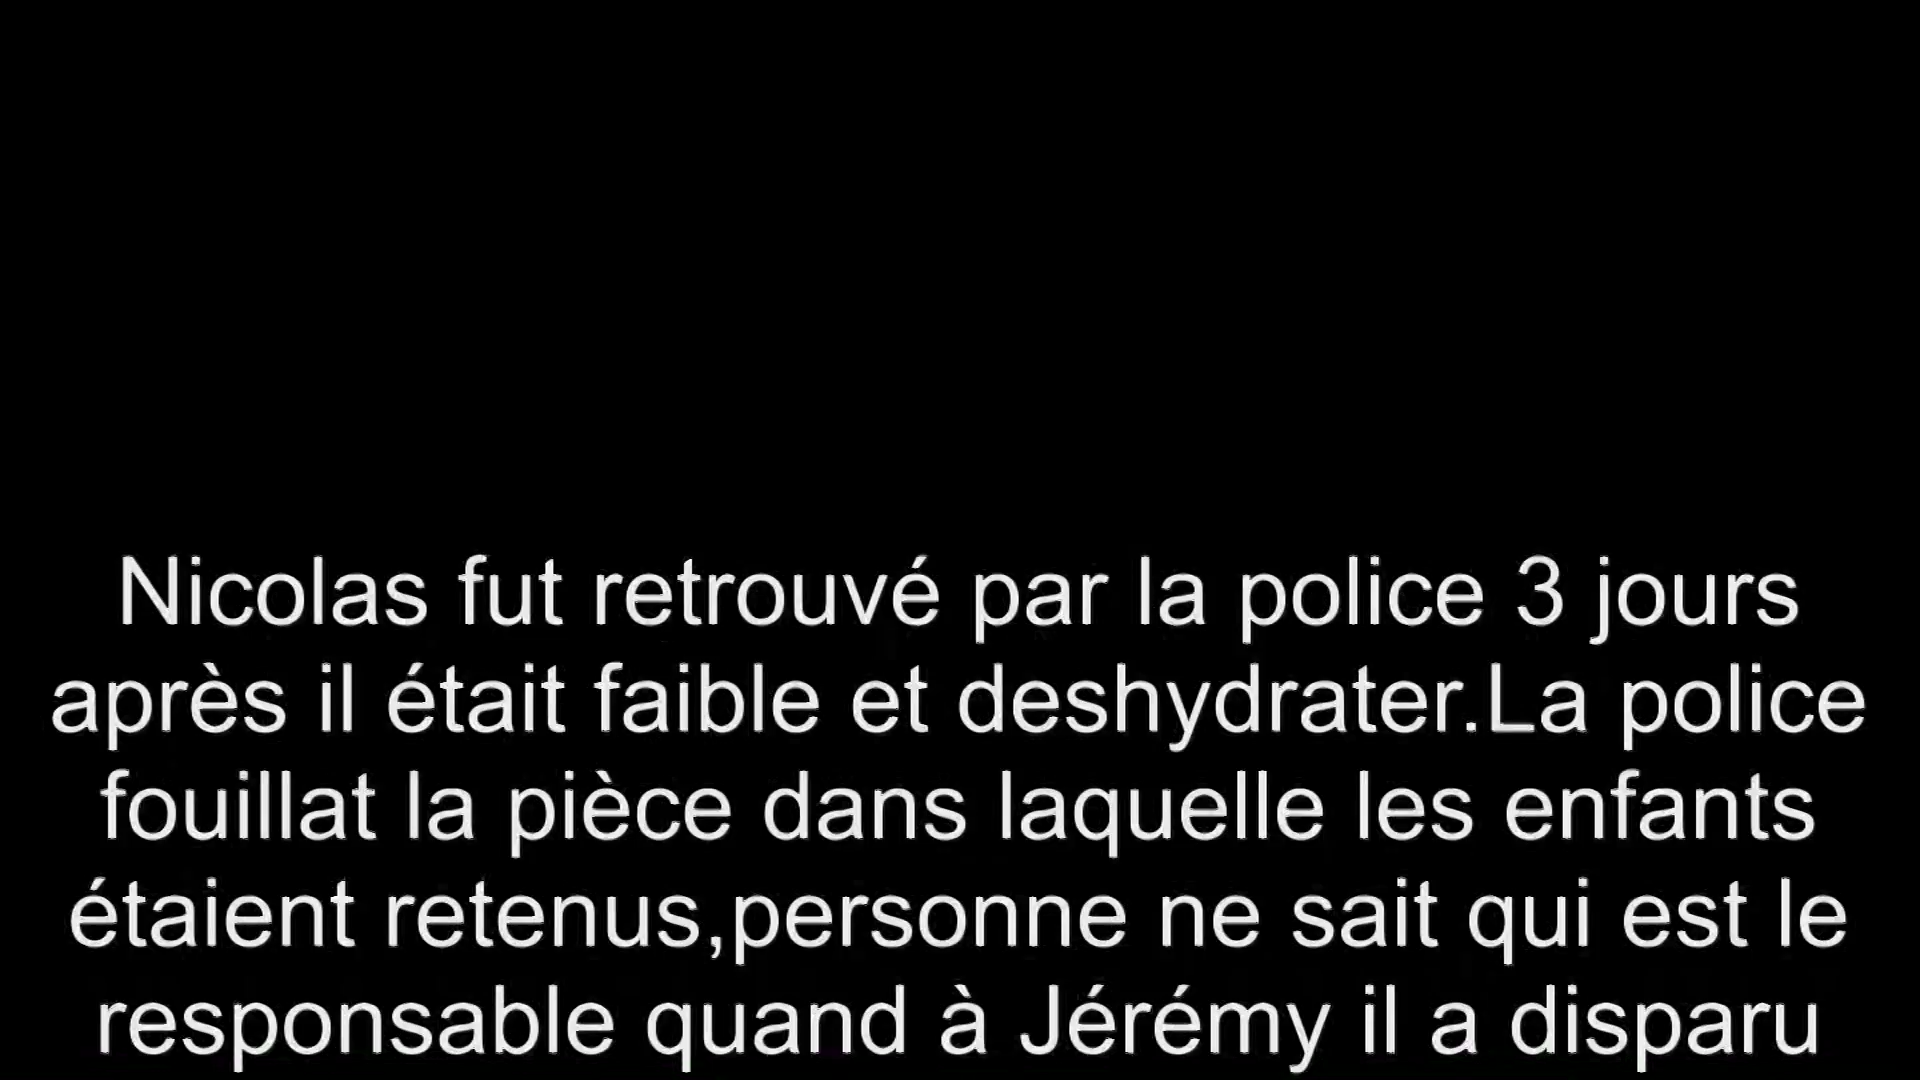 Nicolas fut retrouvé par la police 3 jours
après il était faible et deshydrater.La police
fouillat la pièce dans laquelle les enfants
étaient retenus,personne ne sait qui est le
responsable quand à Jérémy il a disparu